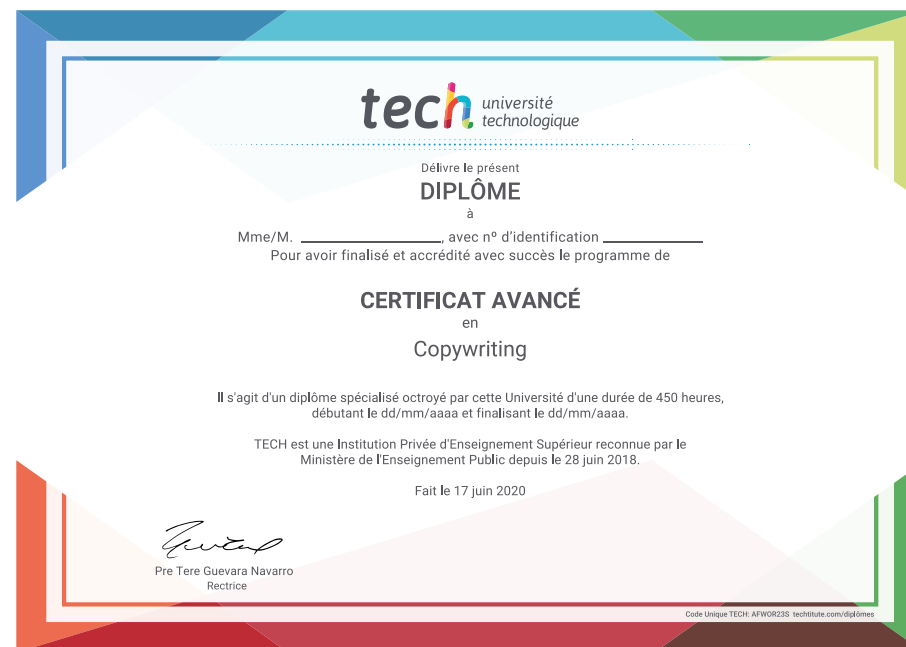 tech université
technologique
Délivre le présent
DIPLÔME
à
Mme/M. ____________________, avec nº d'identification ______________
Pour avoir finalisé et accrédité avec succès le programme de
CERTIFICAT AVANCÉ
en
Copywriting
Il s'agit d'un diplôme spécialisé octroyé par cette Université d'une durée de 450 heures,
débutant le dd/mm/aaaa et finalisant le dd/mm/aaaa.
TECH est une Institution Privée d'Enseignement Supérieur reconnue par le
Ministère de l'Enseignement Public depuis le 28 juin 2018.
Fait le 17 juin 2020
Pre Tere Guevara Navarro
Rectrice
Code Unique TECH: AFWOR23S techtitute.com/diplômes